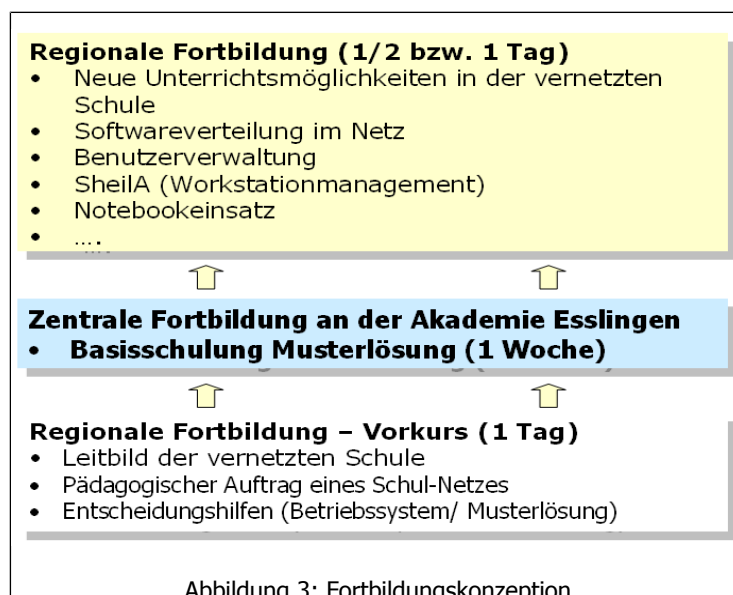 Regionale Fortbildung (1/2 bzw. 1 Tag)
• Neue Unterrichtsmöglichkeiten in der vernetzten
Schule
• Softwareverteilung im Netz
• Benutzerverwaltung
• SheilA (Workstationmanagement)
• Notebookeinsatz
• ….
Zentrale Fortbildung an der Akademie Esslingen
• Basisschulung Musterlösung (1 Woche)
Regionale Fortbildung – Vorkurs (1 Tag)
• Leitbild der vernetzten Schule
• Pädagogischer Auftrag eines Schul-Netzes
• Entscheidungshilfen (Betriebssystem/ Musterlösung)
Abbildung 3: Fortbildungskonzeption